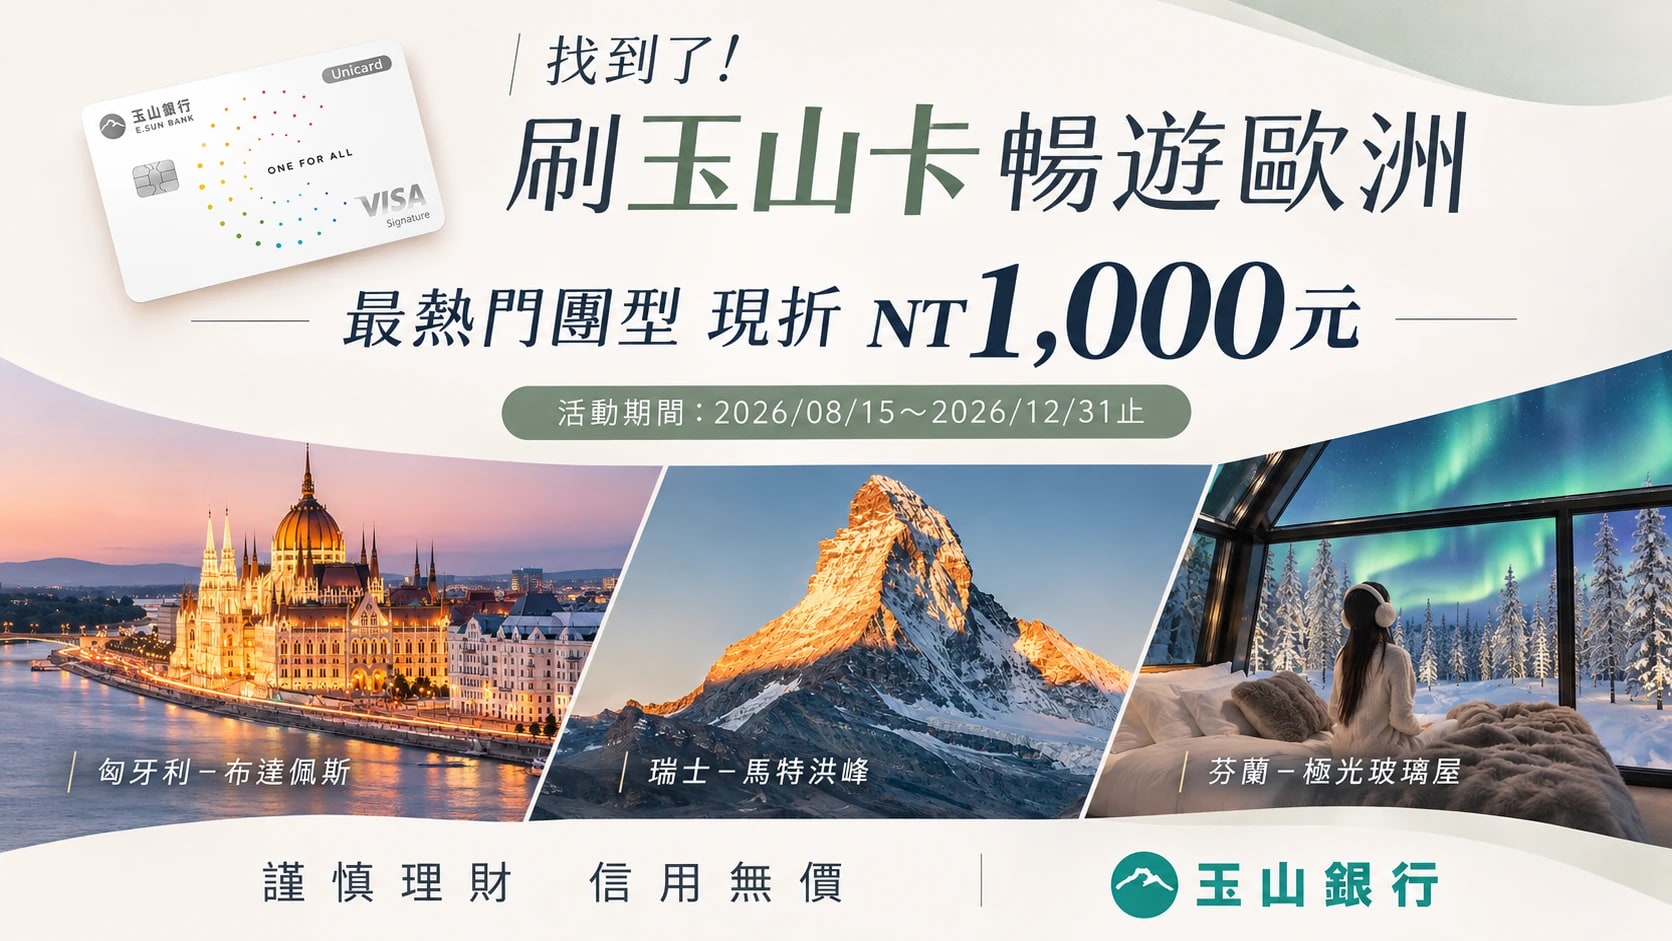 Unicard
玉山銀行
E.SUN BANK
ONE FOR ALL
VISA
Signature
找到了!
刷玉山卡暢遊歐洲
最熱門團型 現折 NT1,000元
活動期間：2026/08/15～2026/12/31止
匈牙利－布達佩斯
瑞士－馬特洪峰
芬蘭－極光玻璃屋
謹慎理財 信用無價
玉山銀行